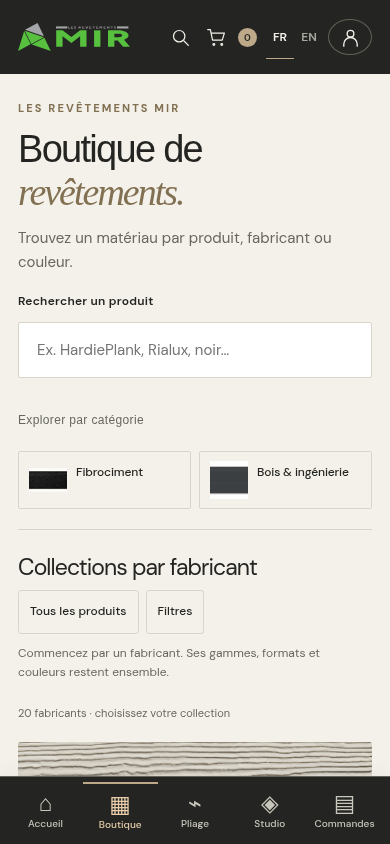 LES REVÊTEMENTS
MIR
0
FR
EN
LES REVÊTEMENTS MIR
Boutique de
revêtements.
Trouvez un matériau par produit, fabricant ou
couleur.
Rechercher un produit
Ex. HardiePlank, Rialux, noir…
Explorer par catégorie
Fibrociment
Bois & ingénierie
Collections par fabricant
Tous les produits
Filtres
Commencez par un fabricant. Ses gammes, formats et
couleurs restent ensemble.
20 fabricants · choisissez votre collection
Accueil
Boutique
Pliage
Studio
Commandes